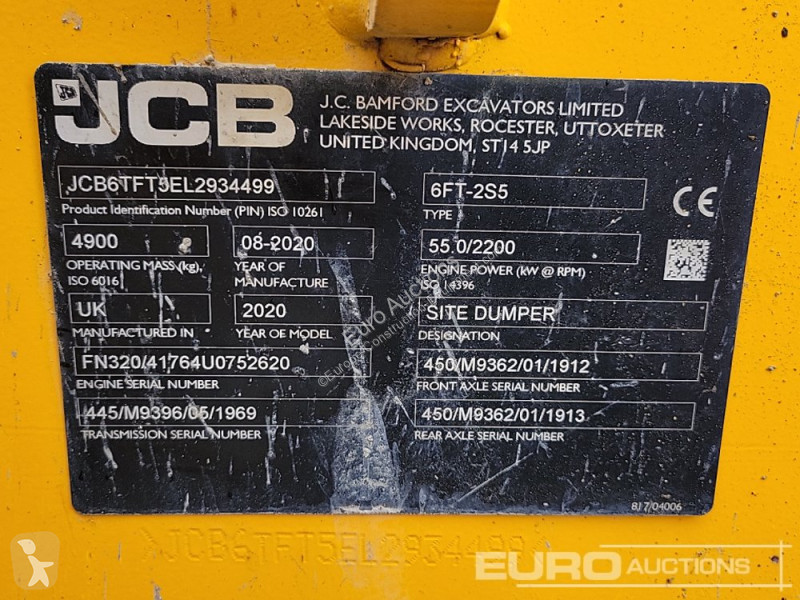 JCB
J.C. BAMFORD EXCAVATORS LIMITED
LAKESIDE WORKS, ROCESTER, UTTOXETER
UNITED KINGDOM, ST14 5JP
JCB6TFT5EL2934499
Product Identification Number (PIN) ISO 10261
6FT-2S5
TYPE
CE
4900
OPERATING MASS (kg),
ISO 6016
08-2020
YEAR OF
MANUFACTURE
55.0/2200
ENGINE POWER (kW @ RPM)
ISO 14396
UK
MANUFACTURED IN
2020
YEAR OF MODEL
SITE DUMPER
DESIGNATION
FN320/41764U0752620
ENGINE SERIAL NUMBER
450/M9362/01/1912
FRONT AXLE SERIAL NUMBER
445/M9396/05/1969
TRANSMISSION SERIAL NUMBER
450/M9362/01/1913
REAR AXLE SERIAL NUMBER
817/04006
JCB6TFT5EL2934499
EURO AUCTIONS